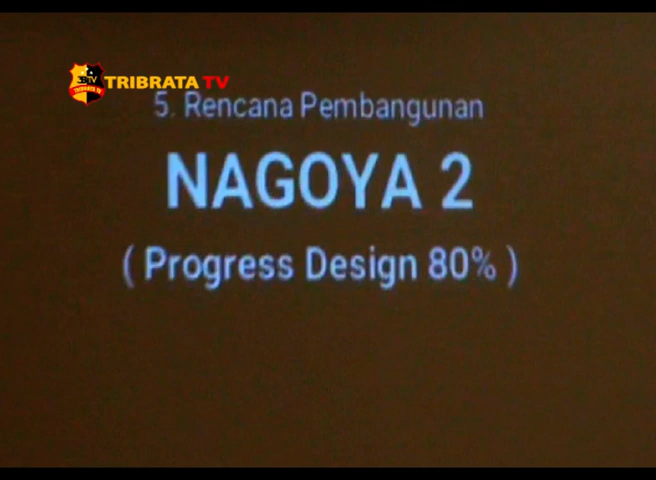 TRIBRATA TV
5. Rencana Pembangunan
NAGOYA 2
( Progress Design 80% )